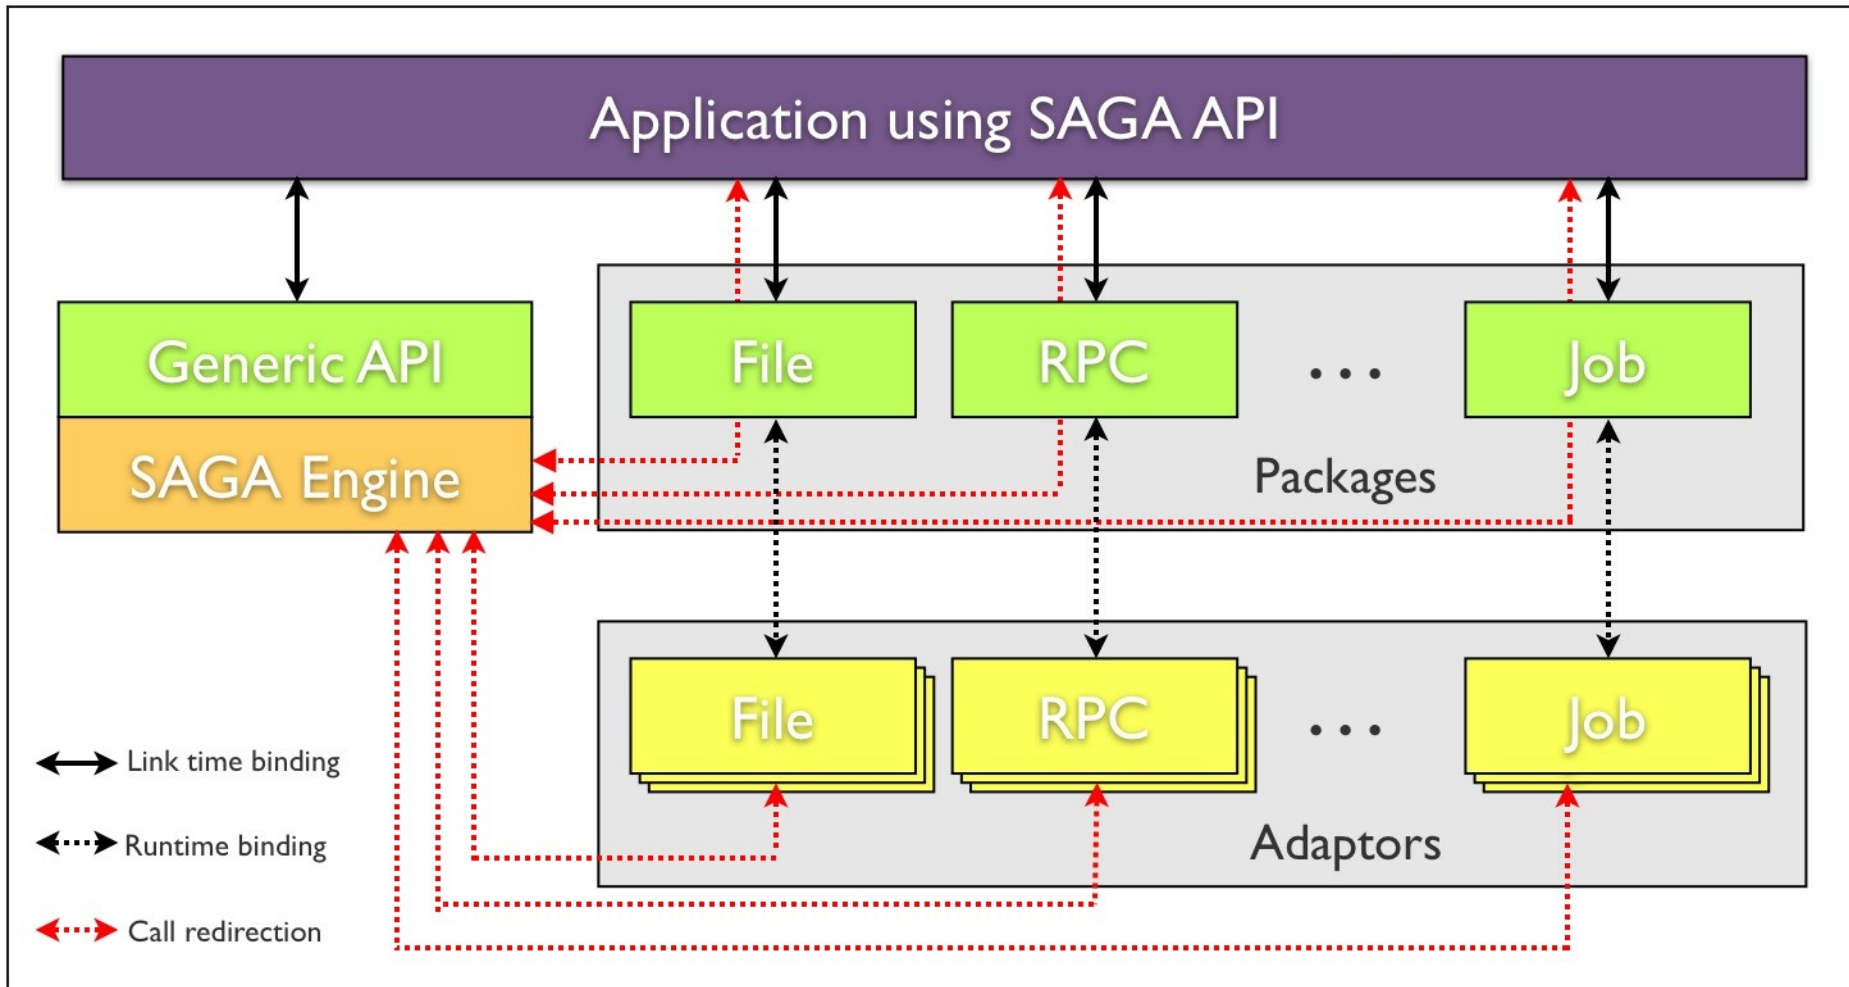 Application using SAGA API
Generic API
File
RPC
...
Job
SAGA Engine
Packages
File
RPC
...
Job
Adaptors
Link time binding
Runtime binding
Call redirection